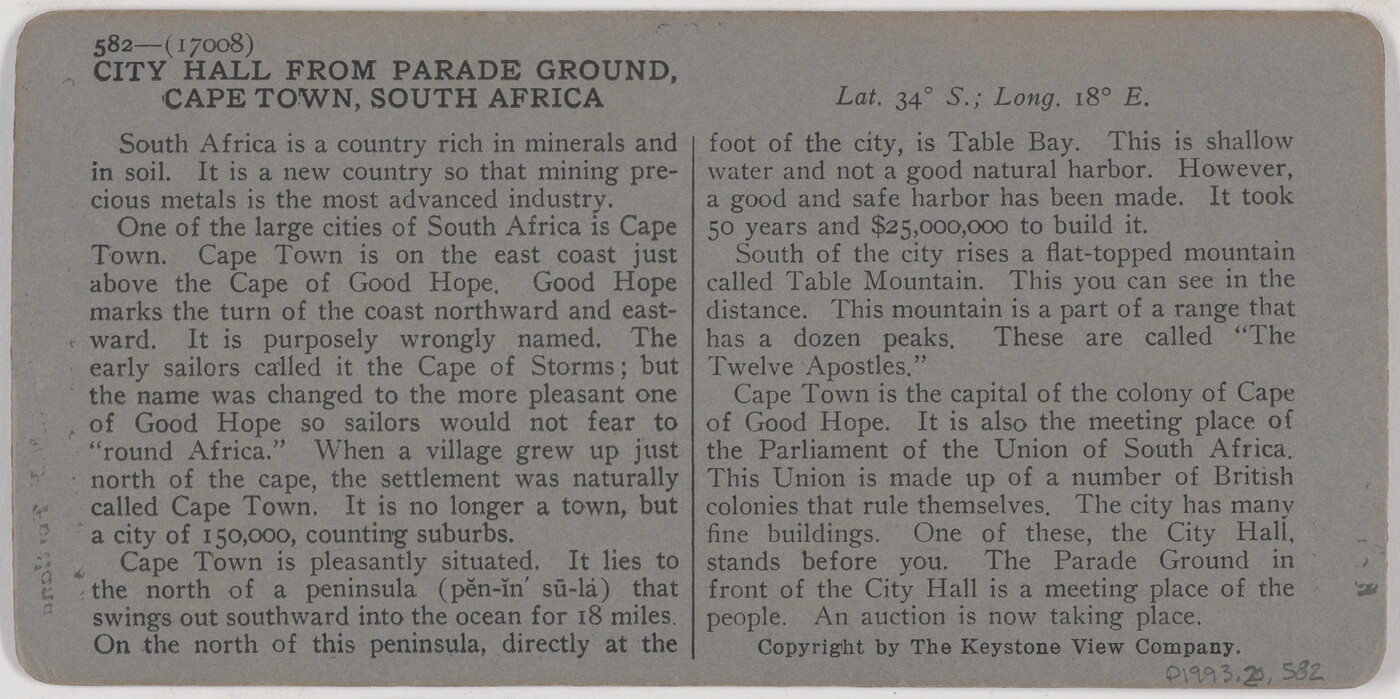 582—(17008)
CITY HALL FROM PARADE GROUND,
CAPE TOWN, SOUTH AFRICA
Lat. 34° S.; Long. 18° E.
South Africa is a country rich in minerals and
in soil. It is a new country so that mining pre-
cious metals is the most advanced industry.
One of the large cities of South Africa is Cape
Town. Cape Town is on the east coast just
above the Cape of Good Hope. Good Hope
marks the turn of the coast northward and east-
ward. It is purposely wrongly named. The
early sailors called it the Cape of Storms; but
the name was changed to the more pleasant one
of Good Hope so sailors would not fear to
“round Africa.” When a village grew up just
north of the cape, the settlement was naturally
called Cape Town. It is no longer a town, but
a city of 150,000, counting suburbs.
Cape Town is pleasantly situated. It lies to
the north of a peninsula (pĕn-ĭn′ sū-lȧ) that
swings out southward into the ocean for 18 miles.
On the north of this peninsula, directly at the
foot of the city, is Table Bay. This is shallow
water and not a good natural harbor. However,
a good and safe harbor has been made. It took
50 years and $25,000,000 to build it.
South of the city rises a flat-topped mountain
called Table Mountain. This you can see in the
distance. This mountain is a part of a range that
has a dozen peaks. These are called “The
Twelve Apostles.”
Cape Town is the capital of the colony of Cape
of Good Hope. It is also the meeting place of
the Parliament of the Union of South Africa.
This Union is made up of a number of British
colonies that rule themselves. The city has many
fine buildings. One of these, the City Hall,
stands before you. The Parade Ground in
front of the City Hall is a meeting place of the
people. An auction is now taking place.
Copyright by The Keystone View Company.
P1993.20, 582